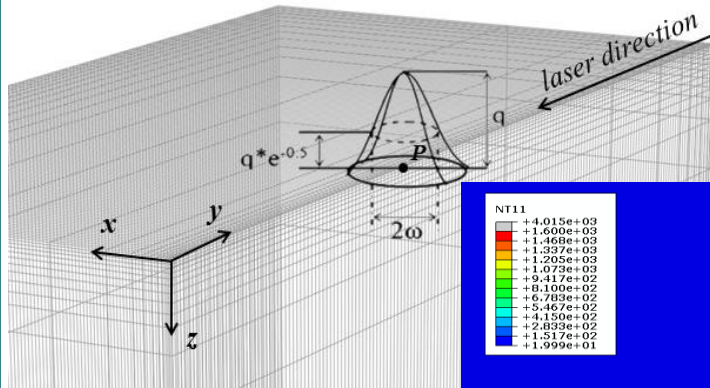 laser direction
q
q*e-0.5
P
x
y
2ω
z
NT11
+4.015e+03
+1.600e+03
+1.468e+03
+1.337e+03
+1.205e+03
+1.073e+03
+9.417e+02
+8.100e+02
+6.783e+02
+5.467e+02
+4.150e+02
+2.833e+02
+1.517e+02
+1.999e+01